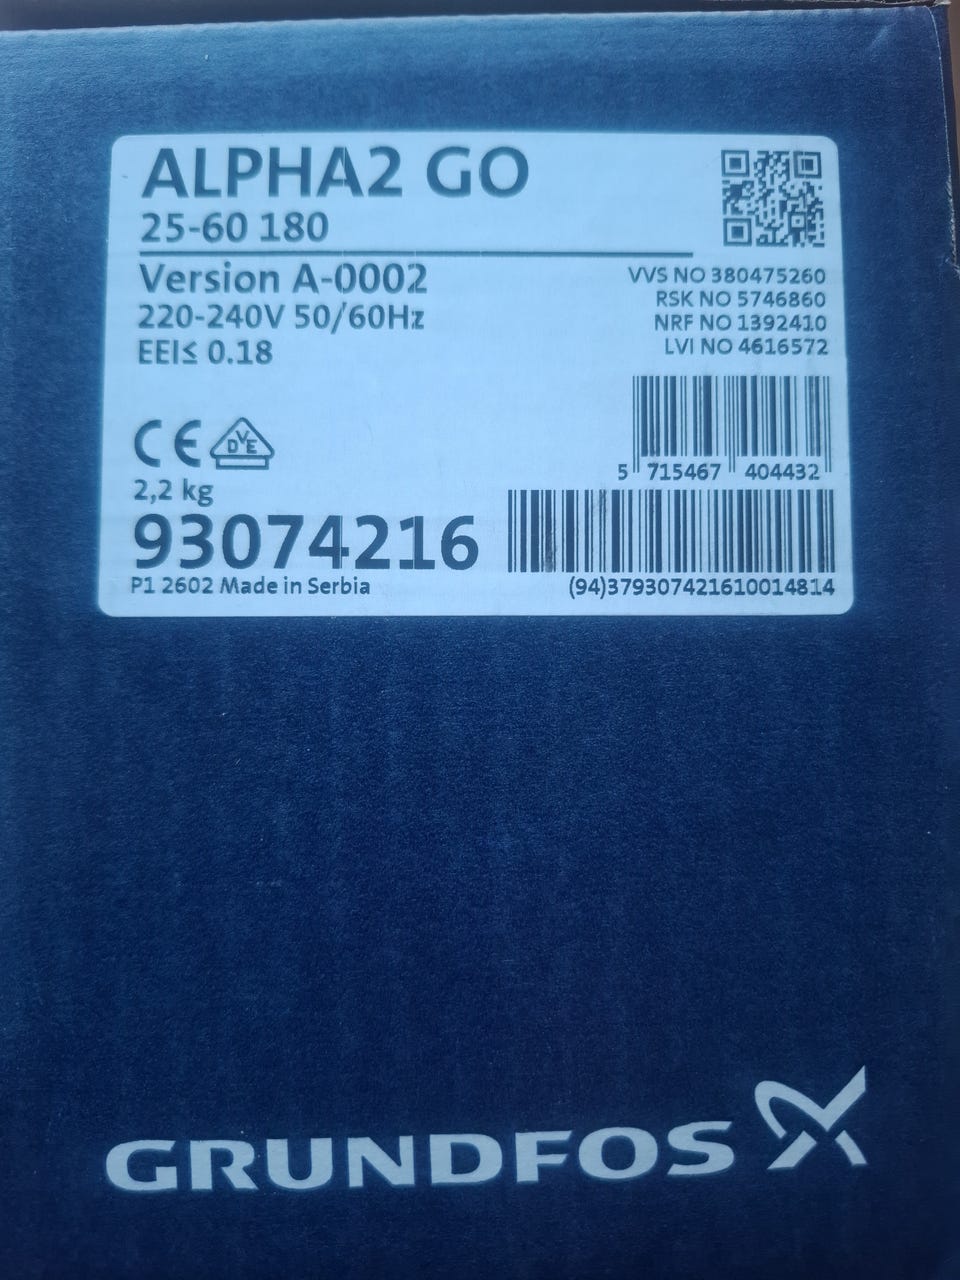 ALPHA2 GO
25-60 180
Version A-0002
220-240V 50/60Hz
EEI≤ 0.18
VVS NO 380475260
RSK NO 5746860
NRF NO 1392410
LVI NO 4616572
CE DVE
2,2 kg
5 715467 404432
93074216
P1 2602 Made in Serbia
(94)379307421610014814
GRUNDFOS